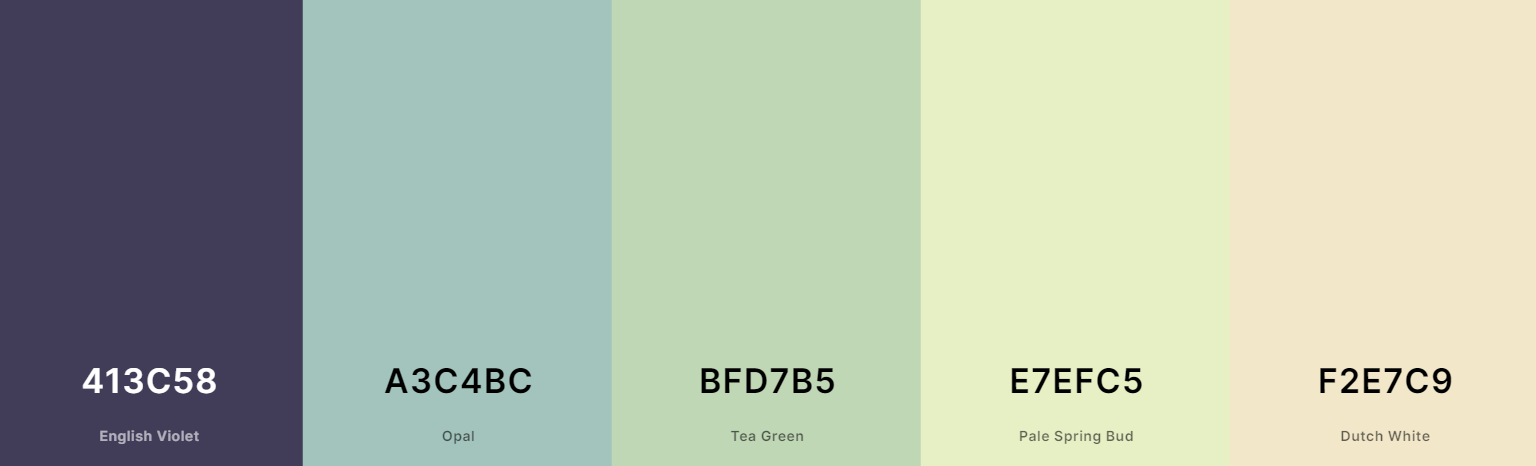 413C58
English Violet
A3C4BC
Opal
BFD7B5
Tea Green
E7EFC5
Pale Spring Bud
F2E7C9
Dutch White